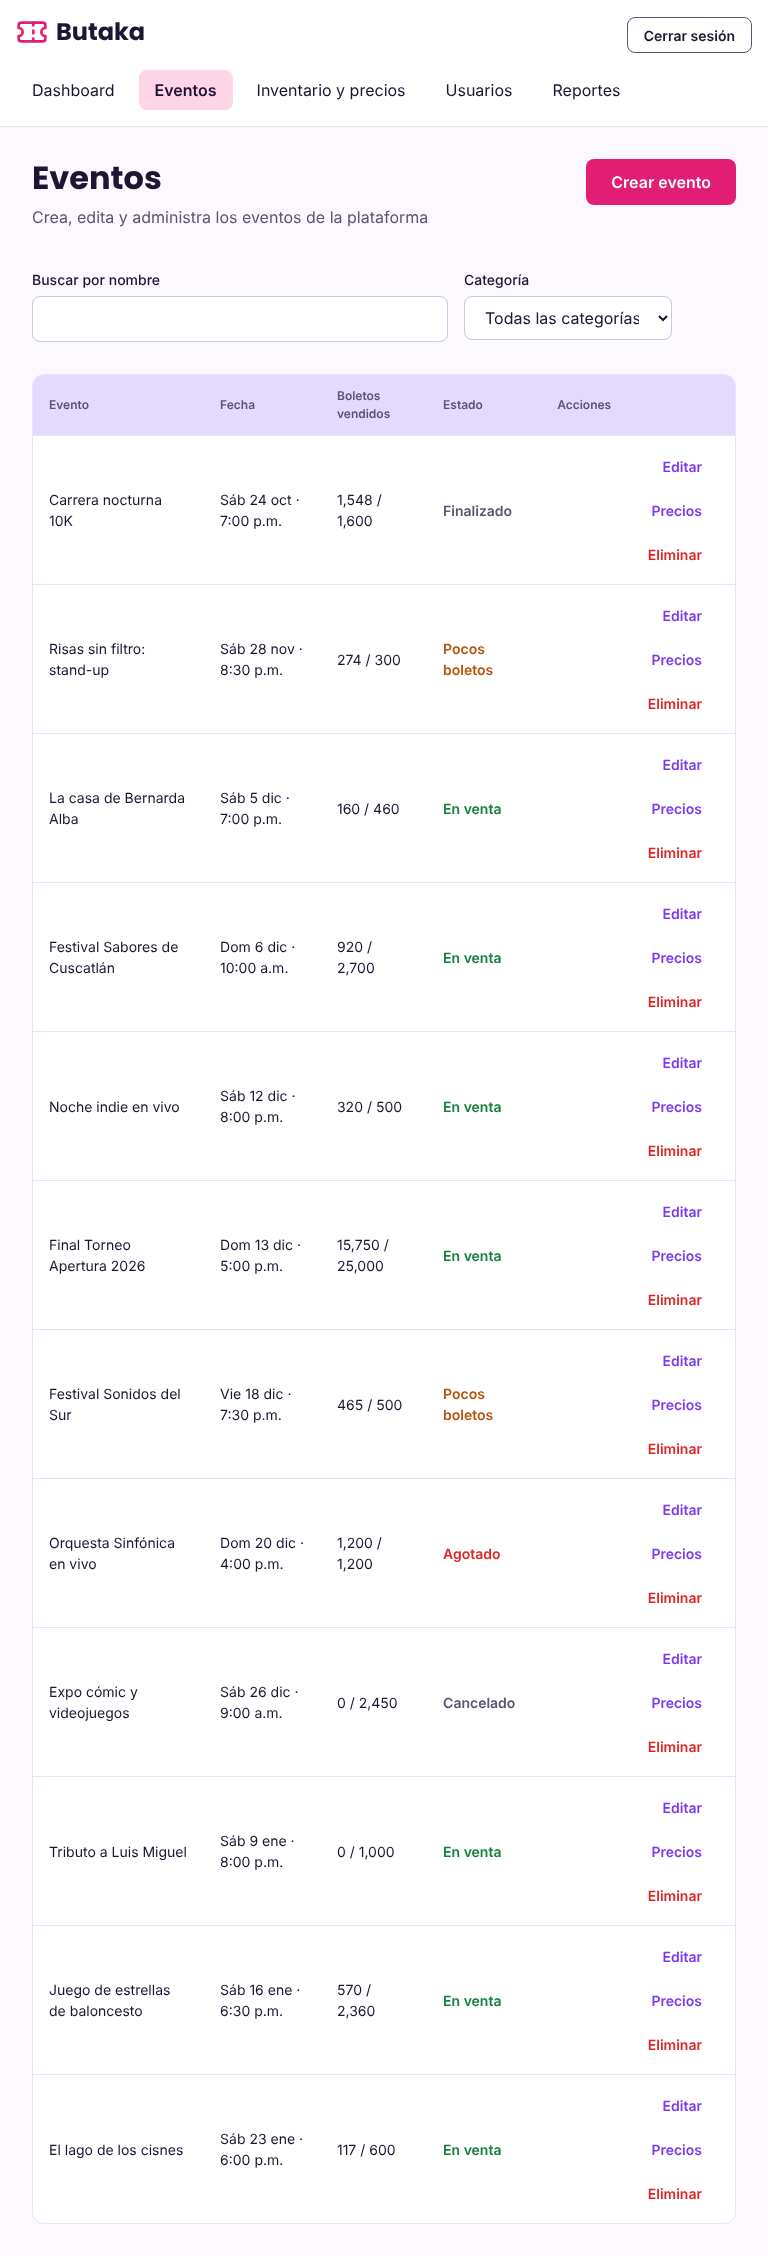 Butaka
Cerrar sesión
Dashboard
Eventos
Inventario y precios
Usuarios
Reportes
Eventos
Crear evento
Crea, edita y administra los eventos de la plataforma
Buscar por nombre
Categoría
Todas las categorías
Evento
Fecha
Boletos
vendidos
Estado
Acciones
Carrera nocturna
10K
Sáb 24 oct ·
7:00 p.m.
1,548 /
1,600
Finalizado
Editar
Precios
Eliminar
Risas sin filtro:
stand-up
Sáb 28 nov ·
8:30 p.m.
274 / 300
Pocos
boletos
Editar
Precios
Eliminar
La casa de Bernarda
Alba
Sáb 5 dic ·
7:00 p.m.
160 / 460
En venta
Editar
Precios
Eliminar
Festival Sabores de
Cuscatlán
Dom 6 dic ·
10:00 a.m.
920 /
2,700
En venta
Editar
Precios
Eliminar
Noche indie en vivo
Sáb 12 dic ·
8:00 p.m.
320 / 500
En venta
Editar
Precios
Eliminar
Final Torneo
Apertura 2026
Dom 13 dic ·
5:00 p.m.
15,750 /
25,000
En venta
Editar
Precios
Eliminar
Festival Sonidos del
Sur
Vie 18 dic ·
7:30 p.m.
465 / 500
Pocos
boletos
Editar
Precios
Eliminar
Orquesta Sinfónica
en vivo
Dom 20 dic ·
4:00 p.m.
1,200 /
1,200
Agotado
Editar
Precios
Eliminar
Expo cómic y
videojuegos
Sáb 26 dic ·
9:00 a.m.
0 / 2,450
Cancelado
Editar
Precios
Eliminar
Tributo a Luis Miguel
Sáb 9 ene ·
8:00 p.m.
0 / 1,000
En venta
Editar
Precios
Eliminar
Juego de estrellas
de baloncesto
Sáb 16 ene ·
6:30 p.m.
570 /
2,360
En venta
Editar
Precios
Eliminar
El lago de los cisnes
Sáb 23 ene ·
6:00 p.m.
117 / 600
En venta
Editar
Precios
Eliminar